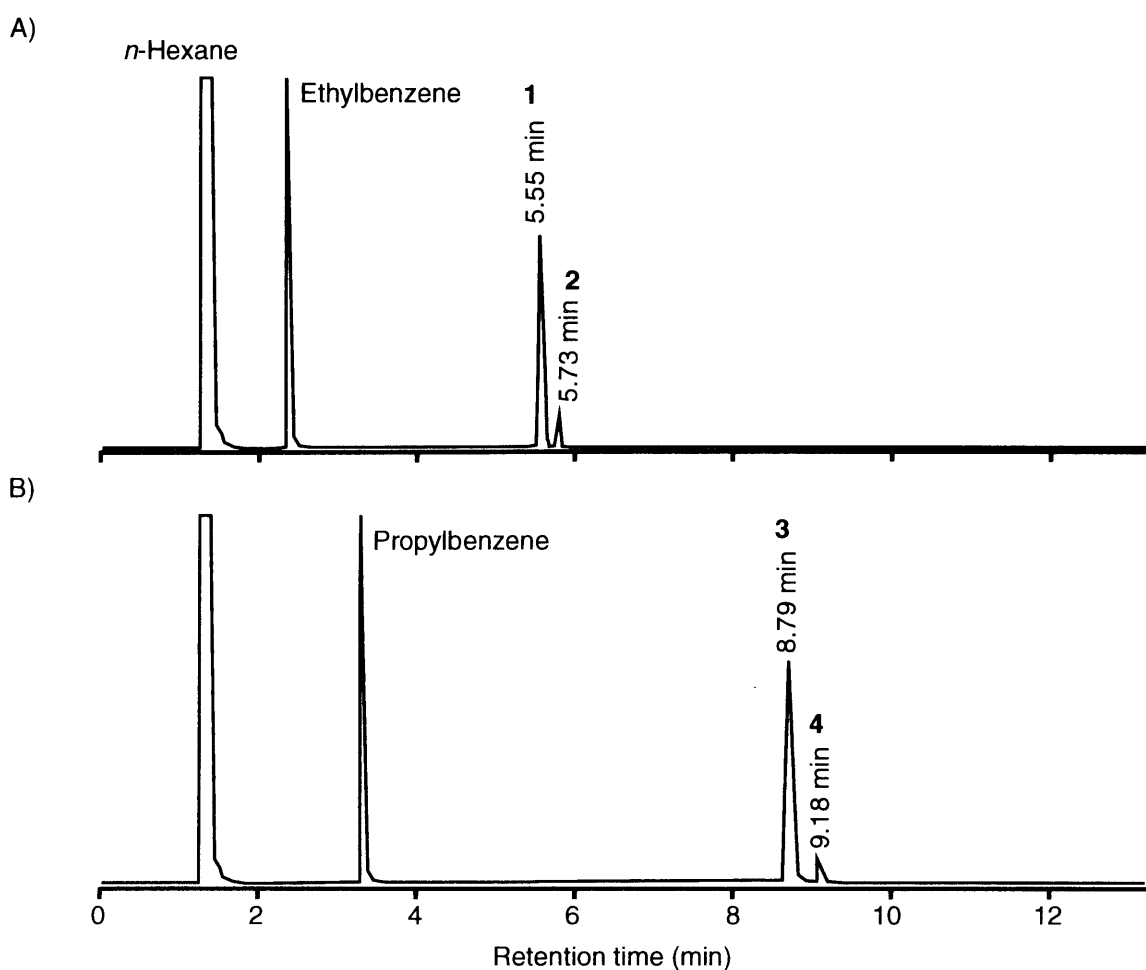 A)
n-Hexane
Ethylbenzene
1
5.55 min
2
5.73 min
B)
Propylbenzene
3
8.79 min
4
9.18 min
0 2 4 6 8 10 12
Retention time (min)